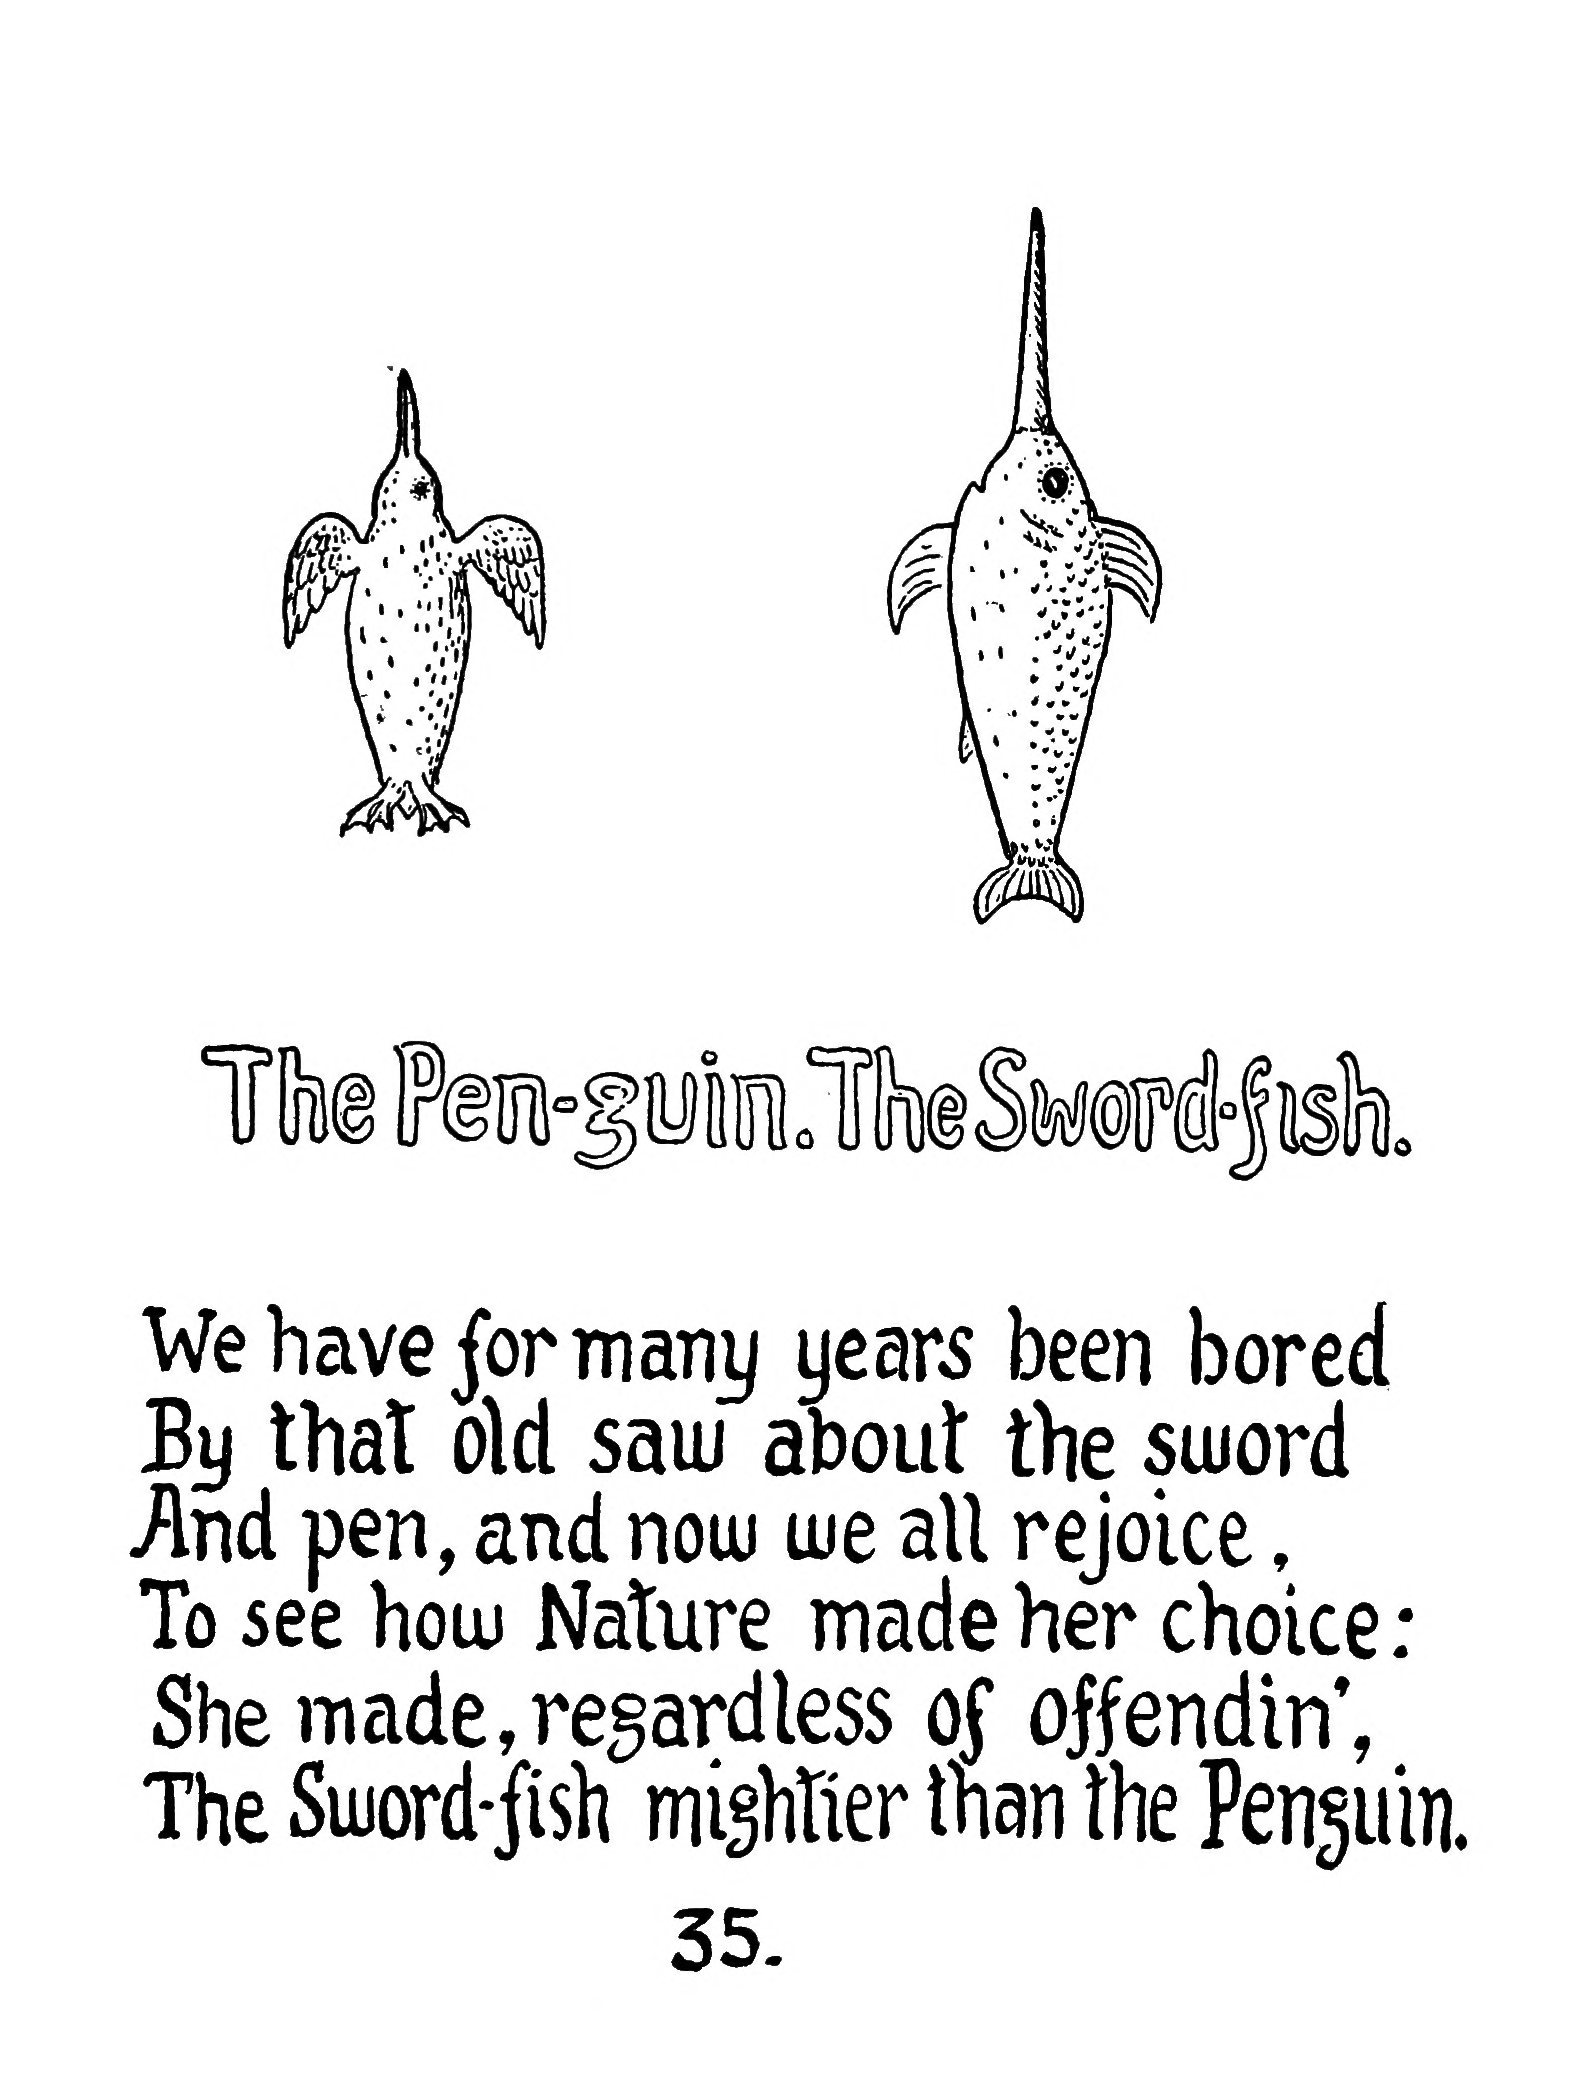 The Pen-guin. The Sword-fish.
We have for many years been bored
By that old saw about the sword
And pen, and now we all rejoice,
To see how Nature made her choice:
She made, regardless of offendin',
The Sword-fish mightier than the Penguin.
35.